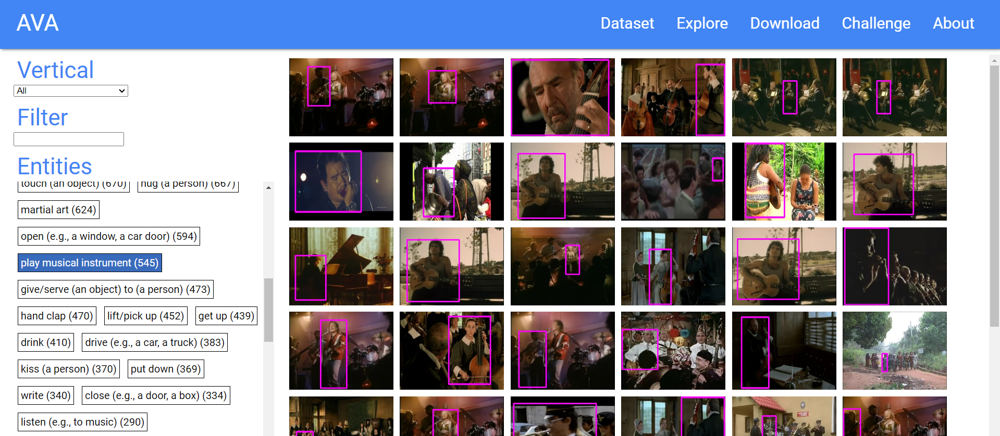 AVA
Dataset Explore Download Challenge About
Vertical
All
Filter
Entities
touch (an object) (670) hug (a person) (667)
martial art (624)
open (e.g., a window, a car door) (594)
play musical instrument (545)
give/serve (an object) to (a person) (473)
hand clap (470) lift/pick up (452) get up (439)
drink (410) drive (e.g., a car, a truck) (383)
kiss (a person) (370) put down (369)
write (340) close (e.g., a door, a box) (334)
listen (e.g., to music) (290)